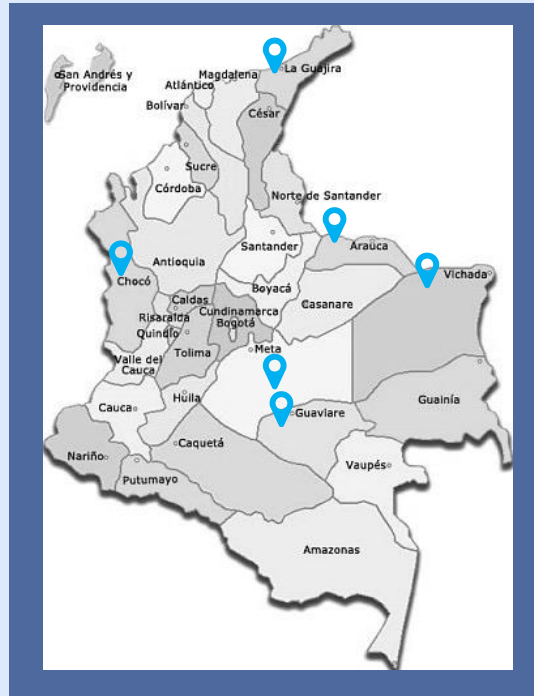 San Andrés y
Providencia
La Guájira
Magdalena
Atlántico
Bolívar
César
Sucre
Córdoba
Norte de Santander
Santander
Arauca
Antioquia
Vichada
Chocó
Boyacá
Casanare
Caldas
Cundinamarca
Risaralda
Bogotá
Quindío
Tolima
Meta
Valle del
Cauca
Huila
Guainía
Cauca
Guaviare
Caquetá
Nariño
Vaupés
Putumayo
Amazonas